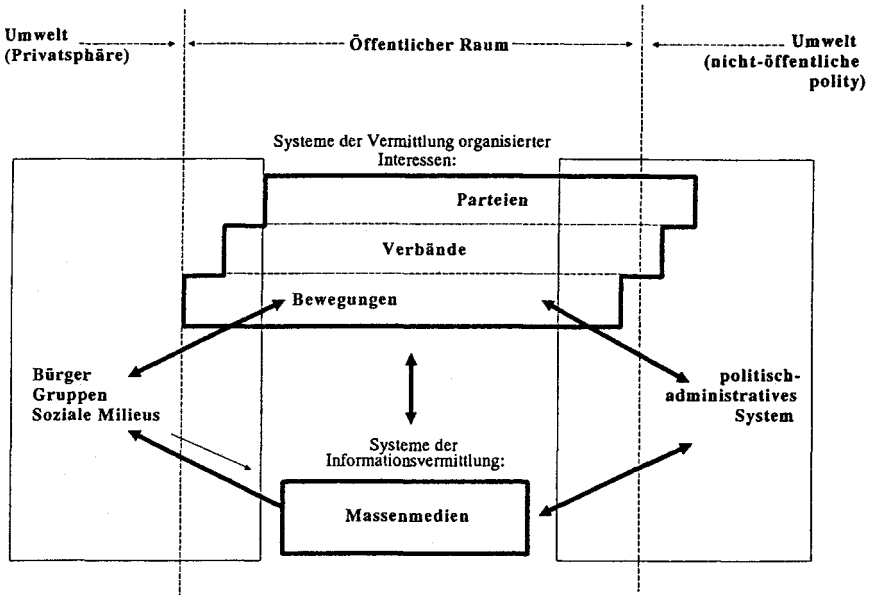 Umwelt
(Privatsphäre)
Öffentlicher Raum
Umwelt
(nicht-öffentliche
polity)
Systeme der Vermittlung organisierter
Interessen:
Parteien
Verbände
Bewegungen
Bürger
Gruppen
Soziale Milieus
politisch-
administratives
System
Systeme der
Informationsvermittlung:
Massenmedien